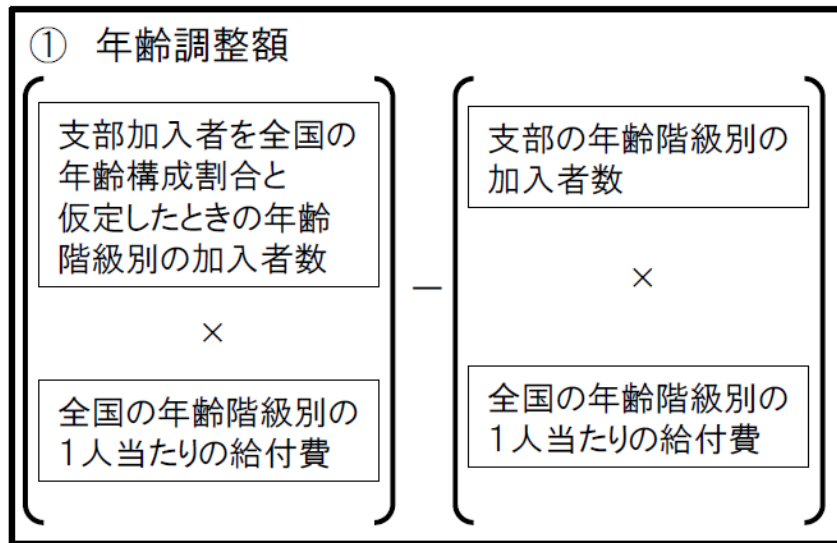 ① 年齢調整額
支部加入者を全国の
年齢構成割合と
仮定したときの年齢
階級別の加入者数
×
全国の年齢階級別の
1人当たりの給付費
－
支部の年齢階級別の
加入者数
×
全国の年齢階級別の
1人当たりの給付費